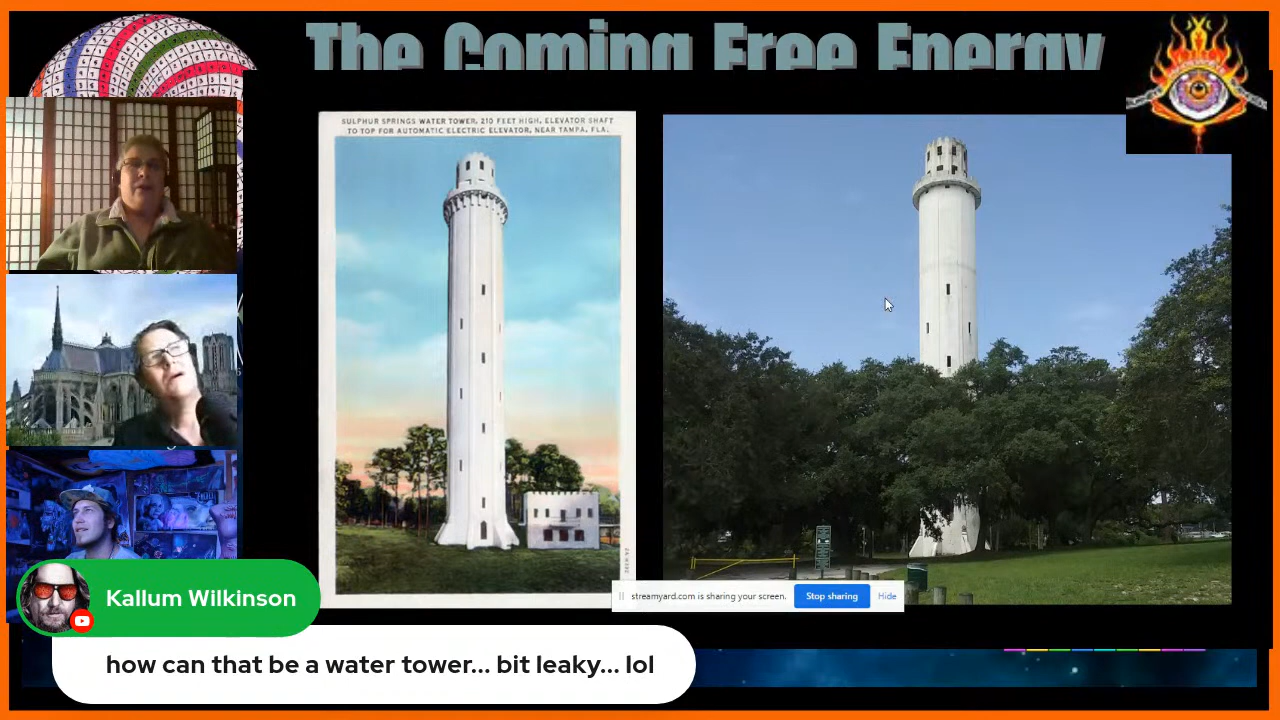 The Coming Free Energy
SULPHUR SPRINGS WATER TOWER, 210 FEET HIGH, ELEVATOR SHAFT
TO TOP FOR AUTOMATIC ELECTRIC ELEVATOR, NEAR TAMPA, FLA.
streamyard.com is sharing your screen.
Stop sharing
Hide
Kallum Wilkinson
how can that be a water tower... bit leaky... lol